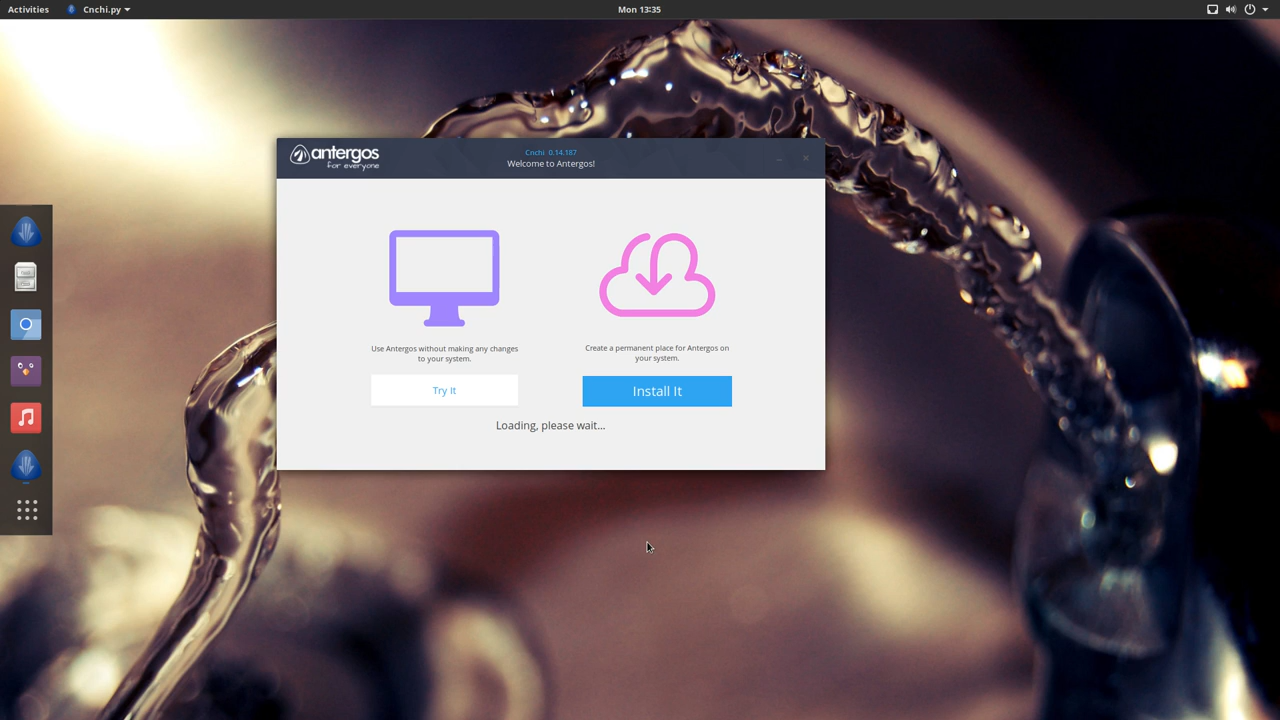 Activities
Cnchi.py
Mon 13:35
antergos
for everyone
Cnchi 0.14.187
Welcome to Antergos!
Use Antergos without making any changes
to your system.
Try It
Create a permanent place for Antergos on
your system.
Install It
Loading, please wait...